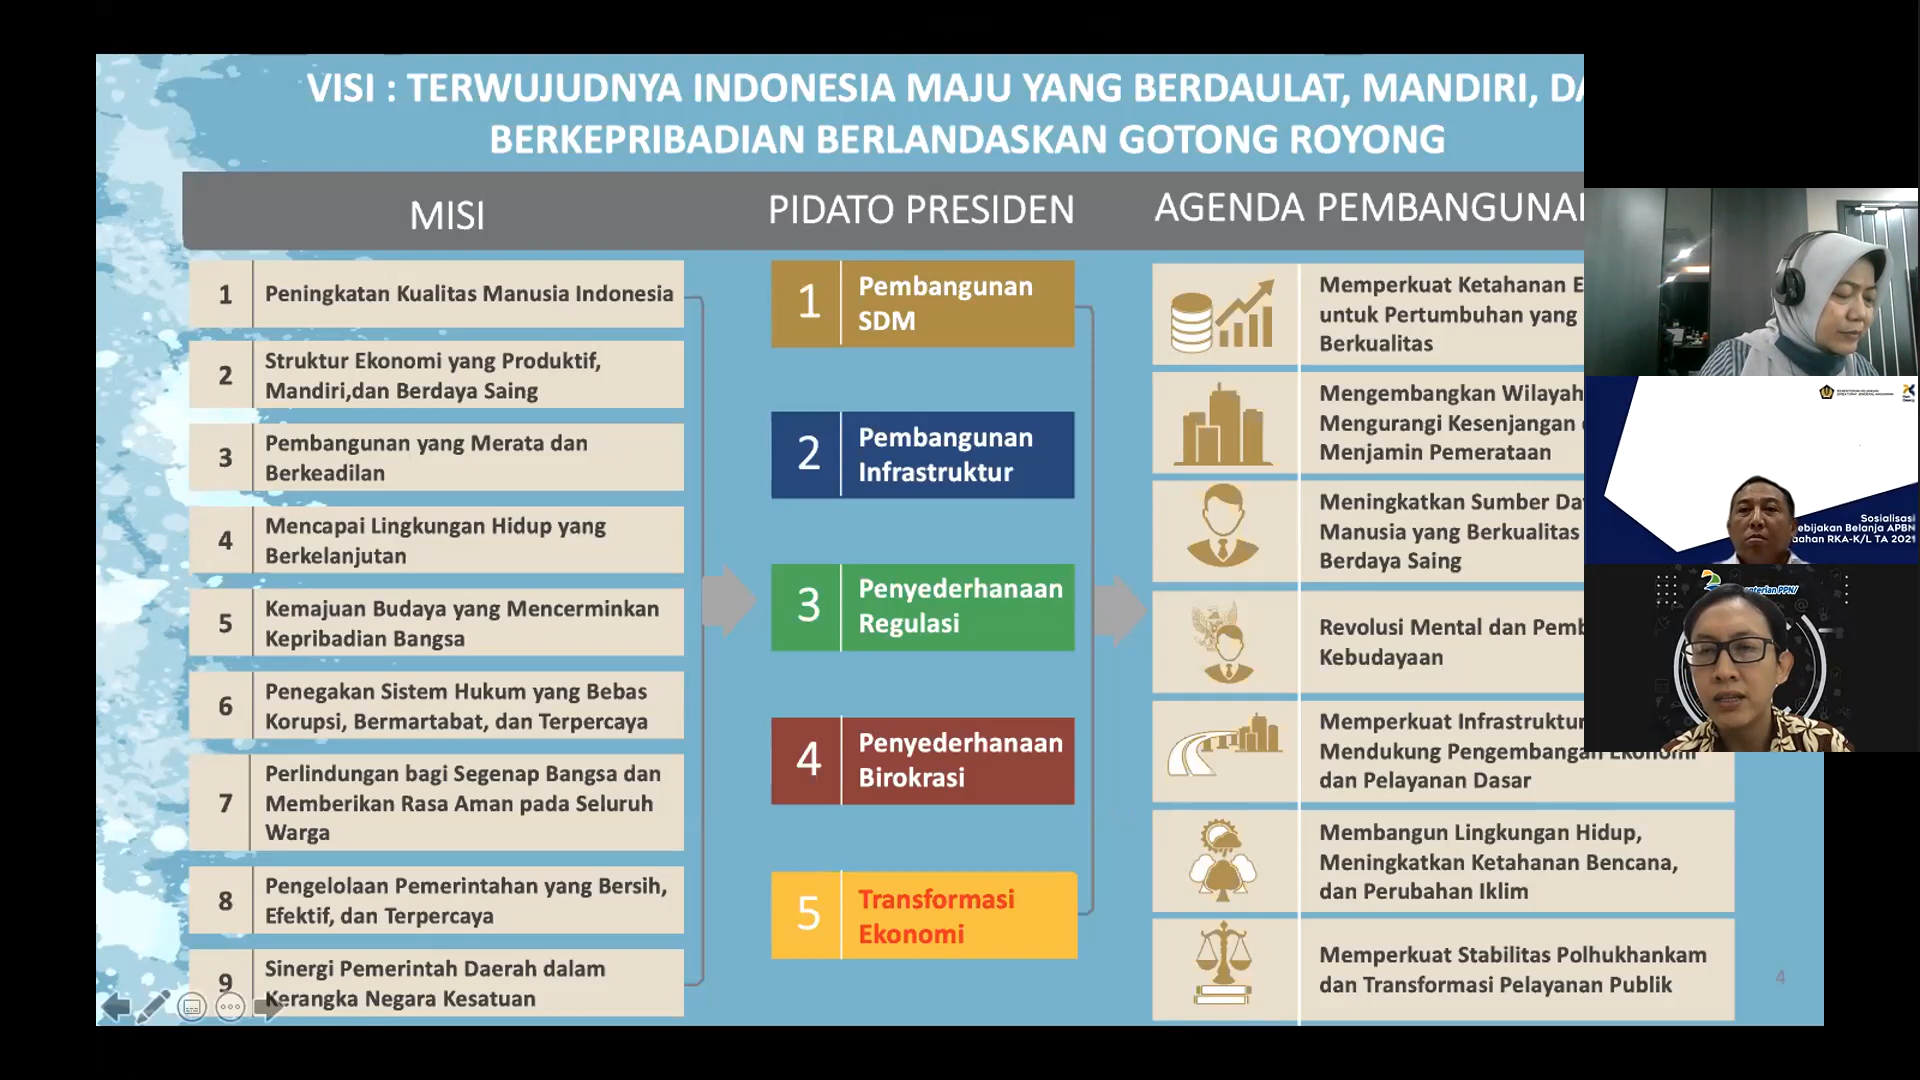 VISI : TERWUJUDNYA INDONESIA MAJU YANG BERDAULAT, MANDIRI,
BERKEPRIBADIAN BERLANDASKAN GOTONG ROYONG
MISI
1
Peningkatan Kualitas Manusia Indonesia
2
Struktur Ekonomi yang Produktif,
Mandiri,dan Berdaya Saing
3
Pembangunan yang Merata dan
Berkeadilan
4
Mencapai Lingkungan Hidup yang
Berkelanjutan
5
Kemajuan Budaya yang Mencerminkan
Kepribadian Bangsa
6
Penegakan Sistem Hukum yang Bebas
Korupsi, Bermartabat, dan Terpercaya
7
Perlindungan bagi Segenap Bangsa dan
Memberikan Rasa Aman pada Seluruh
Warga
8
Pengelolaan Pemerintahan yang Bersih,
Efektif, dan Terpercaya
9
Sinergi Pemerintah Daerah dalam
Kerangka Negara Kesatuan
PIDATO PRESIDEN
1
Pembangunan
SDM
2
Pembangunan
Infrastruktur
3
Penyederhanaan
Regulasi
4
Penyederhanaan
Birokrasi
5
Transformasi
Ekonomi
AGENDA PEMBANGUNAN
Memperkuat Ketahanan
untuk Pertumbuhan yang
Berkualitas
Mengembangkan Wilayah
Mengurangi Kesenjangan
Menjamin Pemerataan
Meningkatkan Sumber
Manusia yang Berkualitas
Berdaya Saing
Revolusi Mental dan
Kebudayaan
Memperkuat Infrastruktur
Mendukung Pengembangan Ekonomi
dan Pelayanan Dasar
Membangun Lingkungan Hidup,
Meningkatkan Ketahanan Bencana,
dan Perubahan Iklim
Memperkuat Stabilitas Polhukhankam
dan Transformasi Pelayanan Publik
4
Sosialisasi
Belanja APBN
RKA-K/L TA 2021